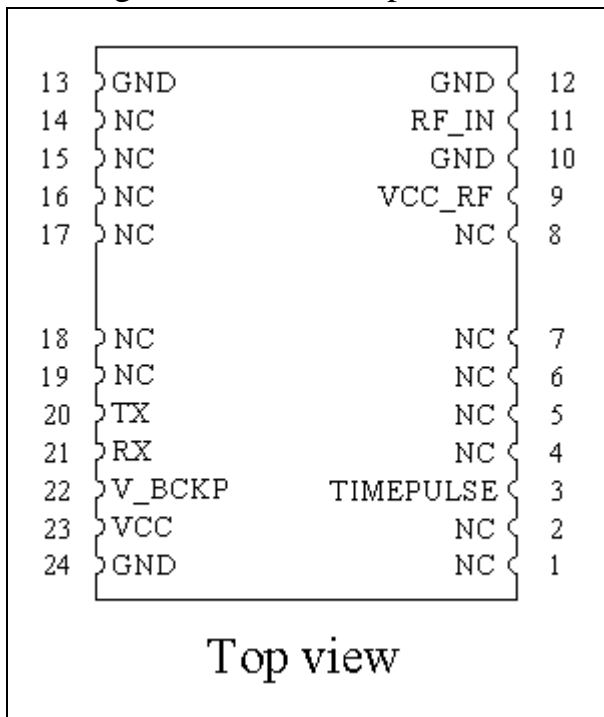 13 GND GND 12
14 NC RF_IN 11
15 NC GND 10
16 NC VCC_RF 9
17 NC NC 8
18 NC NC 7
19 NC NC 6
20 TX NC 5
21 RX NC 4
22 V_BCKP TIMEPULSE 3
23 VCC NC 2
24 GND NC 1
Top view